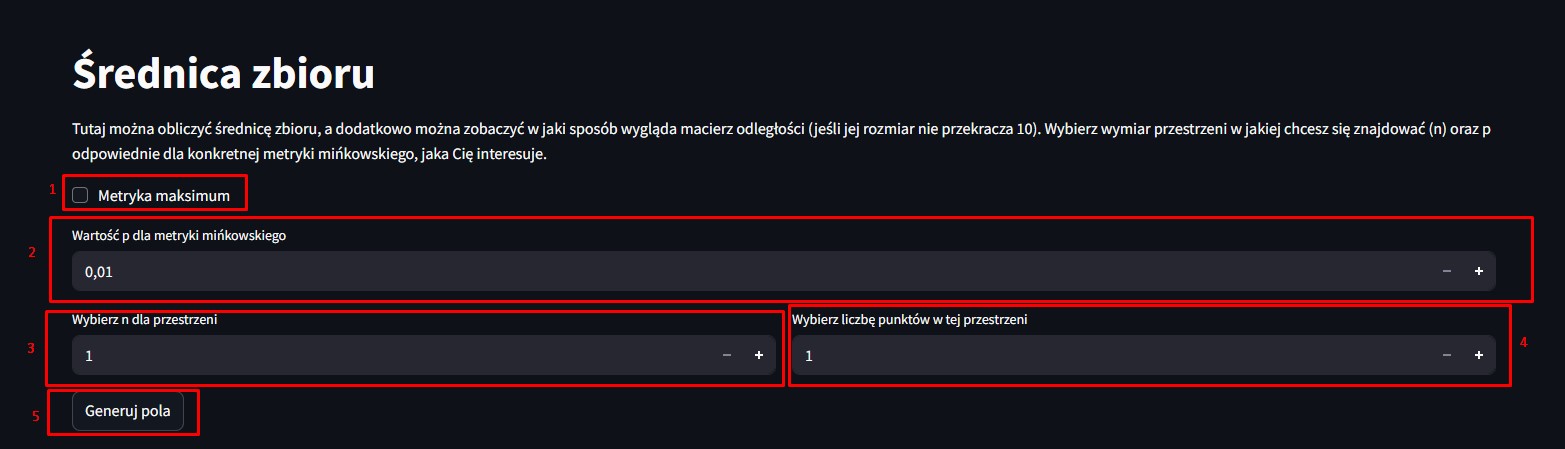 Średnica zbioru
Tutaj można obliczyć średnicę zbioru, a dodatkowo można zobaczyć w jaki sposób wygląda macierz odległości (jeśli jej rozmiar nie przekracza 10). Wybierz wymiar przestrzeni w jakiej chcesz się znajdować (n) oraz p
odpowiednie dla konkretnej metryki mińkowskiego, jaka Cię interesuje.
1 Metryka maksimum
Wartość p dla metryki mińkowskiego
2
0,01 − +
Wybierz n dla przestrzeni
3
1 − +
Wybierz liczbę punktów w tej przestrzeni
4
1 − +
5 Generuj pola